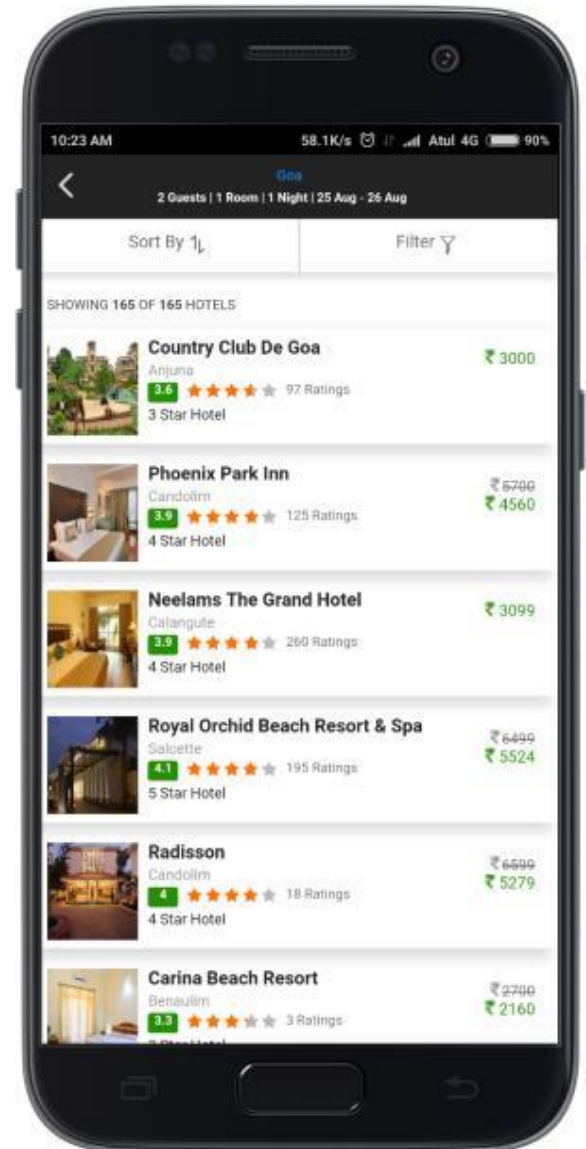 10:23 AM 58.1K/s Atul 4G 90%
Goa
2 Guests | 1 Room | 1 Night | 25 Aug - 26 Aug
Sort By Filter
SHOWING 165 OF 165 HOTELS
Country Club De Goa
₹ 3000
Anjuna
3.6 97 Ratings
3 Star Hotel
Phoenix Park Inn
₹ 5700
Candolim
₹ 4560
3.9 125 Ratings
4 Star Hotel
Neelams The Grand Hotel
₹ 3099
Calangute
3.9 260 Ratings
4 Star Hotel
Royal Orchid Beach Resort & Spa
₹ 6499
Salcette
₹ 5524
4.1 195 Ratings
5 Star Hotel
Radisson
₹ 6599
Candolim
₹ 5279
4 18 Ratings
4 Star Hotel
Carina Beach Resort
₹ 2700
Benaulim
₹ 2160
3.3 3 Ratings